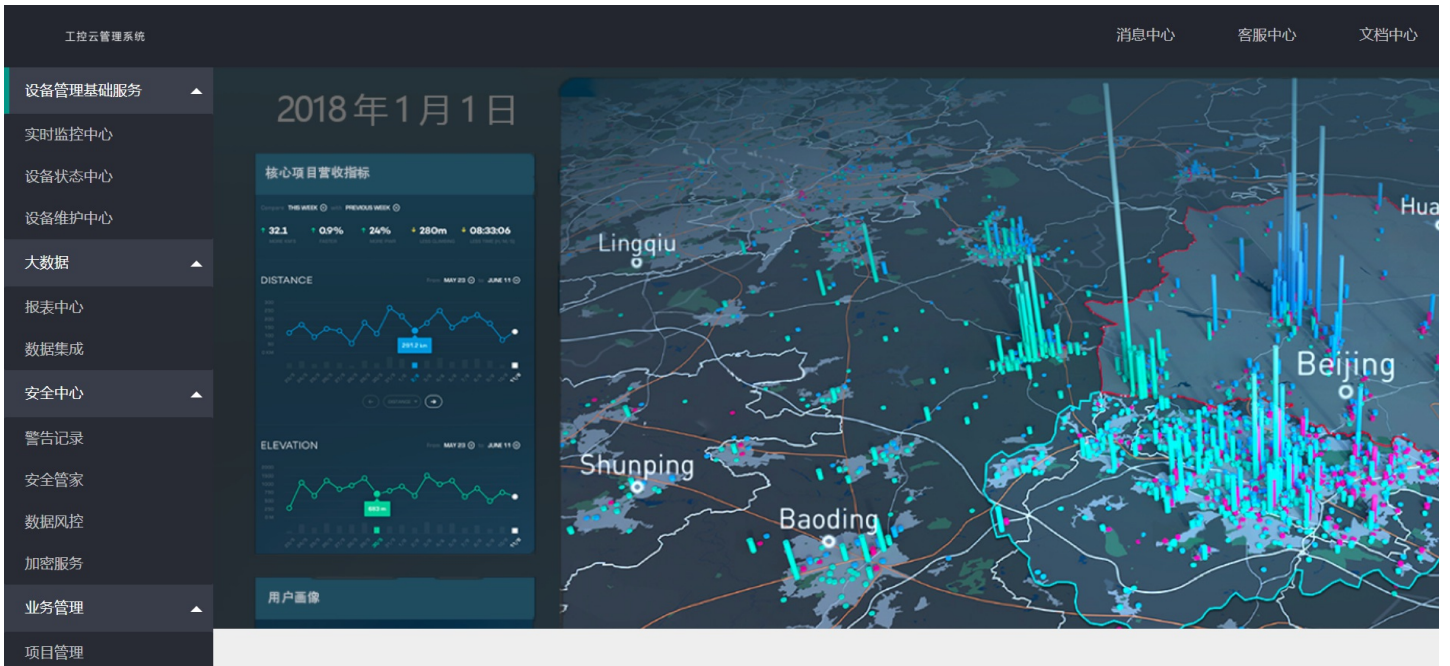 工控云管理系统
消息中心 客服中心 文档中心
设备管理基础服务
实时监控中心
设备状态中心
设备维护中心
大数据
报表中心
数据集成
安全中心
警告记录
安全管家
数据风控
加密服务
业务管理
项目管理
2018年1月1日
核心项目营收指标
THIS WEEK PREVIOUS WEEK
32.1 0.9% 24% 280m 08:33:06
DISTANCE MAY 23 to JUNE 11
201.2 km
ELEVATION MAY 23 to JUNE 11
用户画像
Lingqiu
Hua
Beijing
Shunping
Baoding